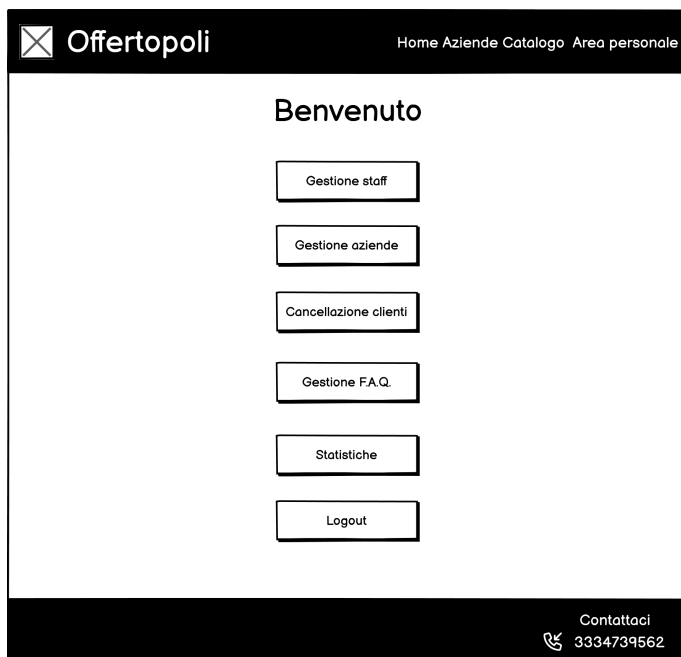 Offertopoli
Home Aziende Catalogo Area personale
Benvenuto
Gestione staff
Gestione aziende
Cancellazione clienti
Gestione F.A.Q.
Statistiche
Logout
Contattaci
3334739562